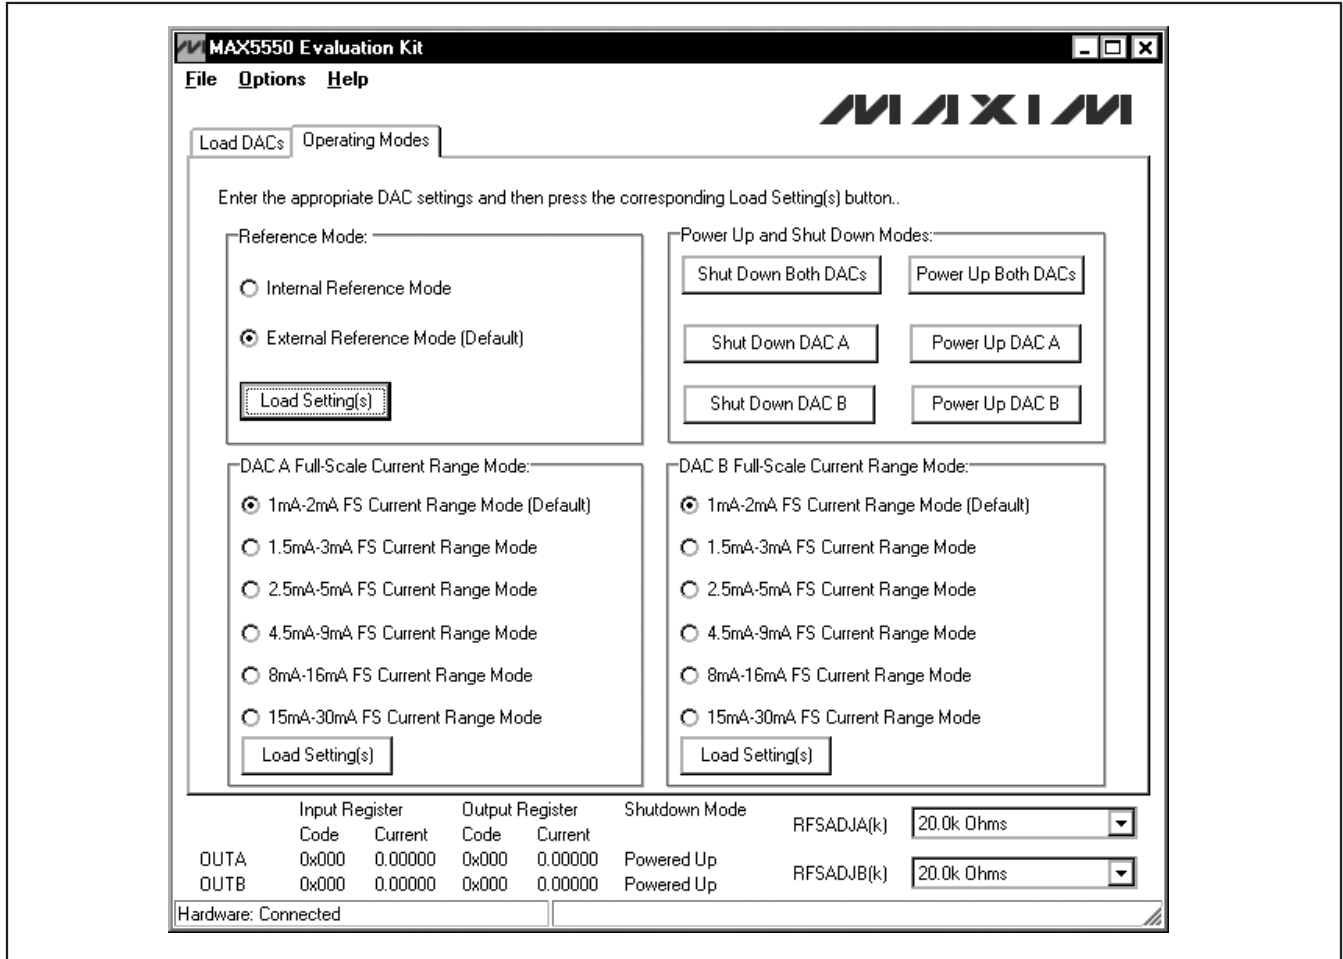 MAX5550 Evaluation Kit
File Options Help
MAXIM
Load DACs Operating Modes
Enter the appropriate DAC settings and then press the corresponding Load Setting(s) button..
Reference Mode:
Internal Reference Mode
External Reference Mode (Default)
Load Setting(s)
Power Up and Shut Down Modes:
Shut Down Both DACs Power Up Both DACs
Shut Down DAC A Power Up DAC A
Shut Down DAC B Power Up DAC B
DAC A Full-Scale Current Range Mode:
1mA-2mA FS Current Range Mode (Default)
1.5mA-3mA FS Current Range Mode
2.5mA-5mA FS Current Range Mode
4.5mA-9mA FS Current Range Mode
8mA-16mA FS Current Range Mode
15mA-30mA FS Current Range Mode
Load Setting(s)
DAC B Full-Scale Current Range Mode:
1mA-2mA FS Current Range Mode (Default)
1.5mA-3mA FS Current Range Mode
2.5mA-5mA FS Current Range Mode
4.5mA-9mA FS Current Range Mode
8mA-16mA FS Current Range Mode
15mA-30mA FS Current Range Mode
Load Setting(s)
Input Register Output Register Shutdown Mode
Code Current Code Current
OUTA 0x000 0.00000 0x000 0.00000 Powered Up
OUTB 0x000 0.00000 0x000 0.00000 Powered Up
RFSADJA(k) 20.0k Ohms
RFSADJB(k) 20.0k Ohms
Hardware: Connected